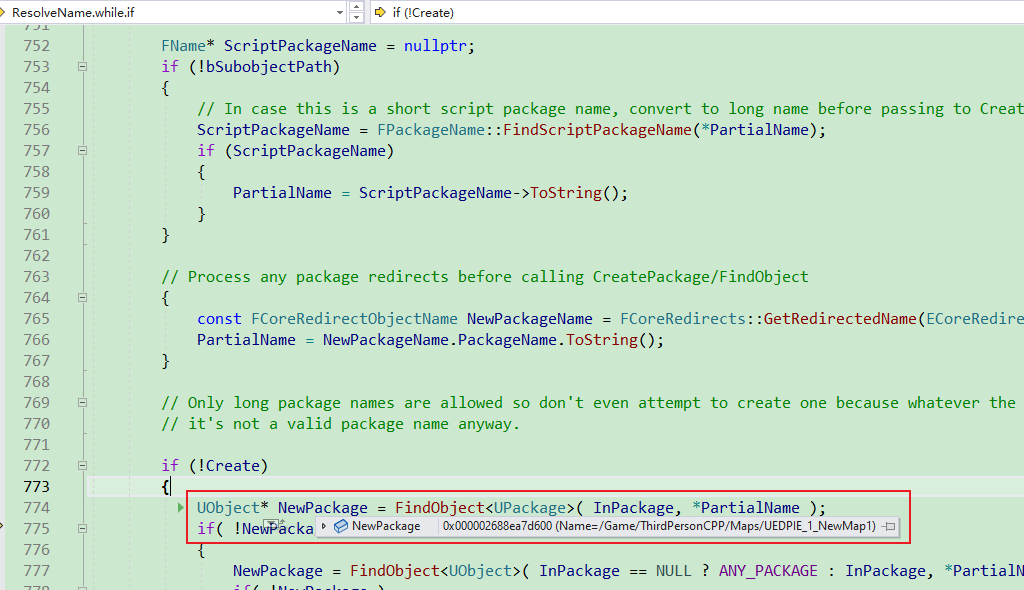 ResolveName.while.if
if (!Create)
751
752 FName* ScriptPackageName = nullptr;
753 if (!bSubobjectPath)
754 {
755 // In case this is a short script package name, convert to long name before passing to Creat
756 ScriptPackageName = FPackageName::FindScriptPackageName(*PartialName);
757 if (ScriptPackageName)
758 {
759 PartialName = ScriptPackageName->ToString();
760 }
761 }
762
763 // Process any package redirects before calling CreatePackage/FindObject
764 {
765 const FCoreRedirectObjectName NewPackageName = FCoreRedirects::GetRedirectedName(ECoreRedire
766 PartialName = NewPackageName.PackageName.ToString();
767 }
768
769 // Only long package names are allowed so don't even attempt to create one because whatever the
770 // it's not a valid package name anyway.
771
772 if (!Create)
773 {
774 UObject* NewPackage = FindObject<UPackage>( InPackage, *PartialName );
775 if( !NewPacka
NewPackage 0x000002688ea7d600 (Name=/Game/ThirdPersonCPP/Maps/UEDPIE_1_NewMap1)
776 {
777 NewPackage = FindObject<UObject>( InPackage == NULL ? ANY_PACKAGE : InPackage, *PartialN
778 if( !NewPackage )